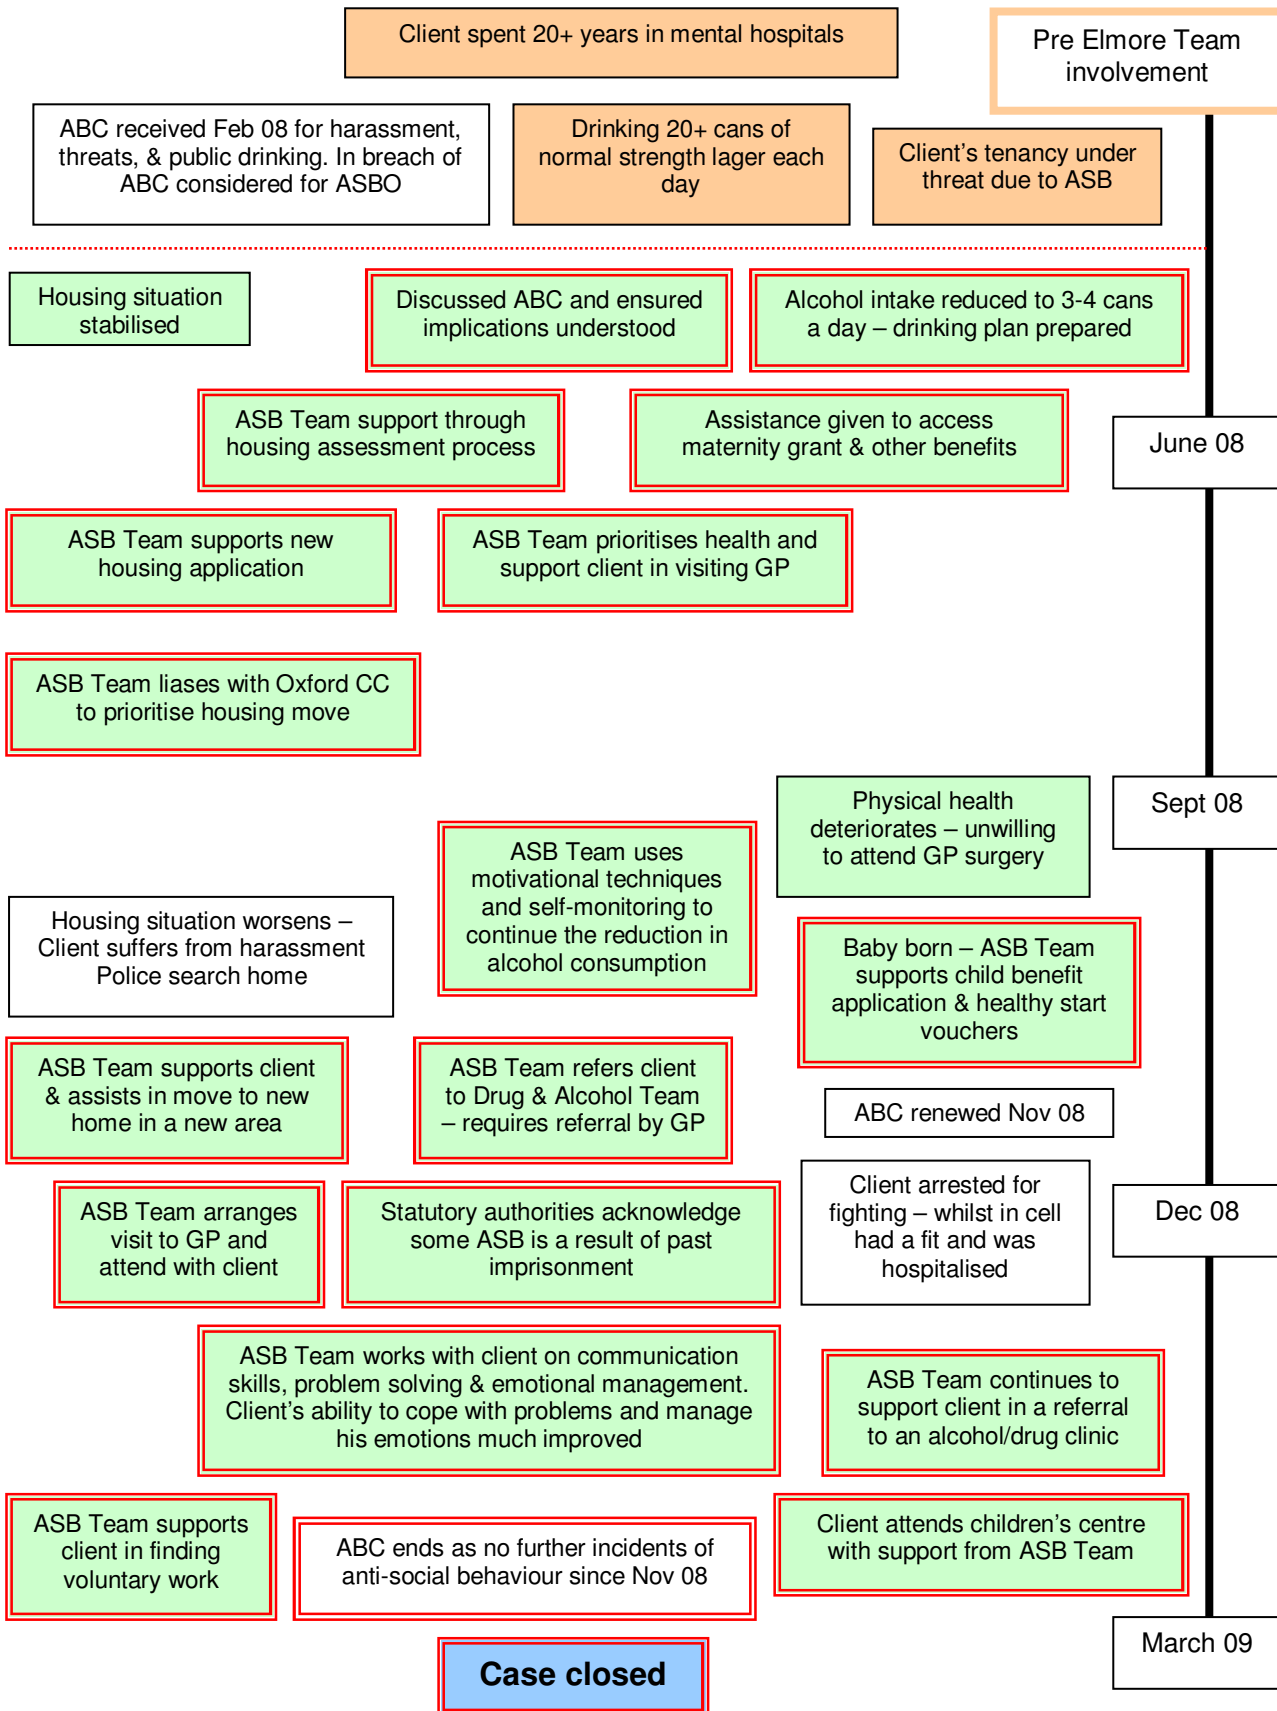 Client spent 20+ years in mental hospitals
Pre Elmore Team
involvement
ABC received Feb 08 for harassment,
threats, & public drinking. In breach of
ABC considered for ASBO
Drinking 20+ cans of
normal strength lager each
day
Client's tenancy under
threat due to ASB
Housing situation
stabilised
Discussed ABC and ensured
implications understood
Alcohol intake reduced to 3-4 cans
a day – drinking plan prepared
ASB Team support through
housing assessment process
Assistance given to access
maternity grant & other benefits
June 08
ASB Team supports new
housing application
ASB Team prioritises health and
support client in visiting GP
ASB Team liases with Oxford CC
to prioritise housing move
Physical health
deteriorates – unwilling
to attend GP surgery
Sept 08
ASB Team uses
motivational techniques
and self-monitoring to
continue the reduction in
alcohol consumption
Housing situation worsens –
Client suffers from harassment
Police search home
Baby born – ASB Team
supports child benefit
application & healthy start
vouchers
ASB Team supports client
& assists in move to new
home in a new area
ASB Team refers client
to Drug & Alcohol Team
– requires referral by GP
ABC renewed Nov 08
ASB Team arranges
visit to GP and
attend with client
Statutory authorities acknowledge
some ASB is a result of past
imprisonment
Client arrested for
fighting – whilst in cell
had a fit and was
hospitalised
Dec 08
ASB Team works with client on communication
skills, problem solving & emotional management.
Client's ability to cope with problems and manage
his emotions much improved
ASB Team continues to
support client in a referral
to an alcohol/drug clinic
ASB Team supports
client in finding
voluntary work
ABC ends as no further incidents of
anti-social behaviour since Nov 08
Client attends children's centre
with support from ASB Team
March 09
Case closed